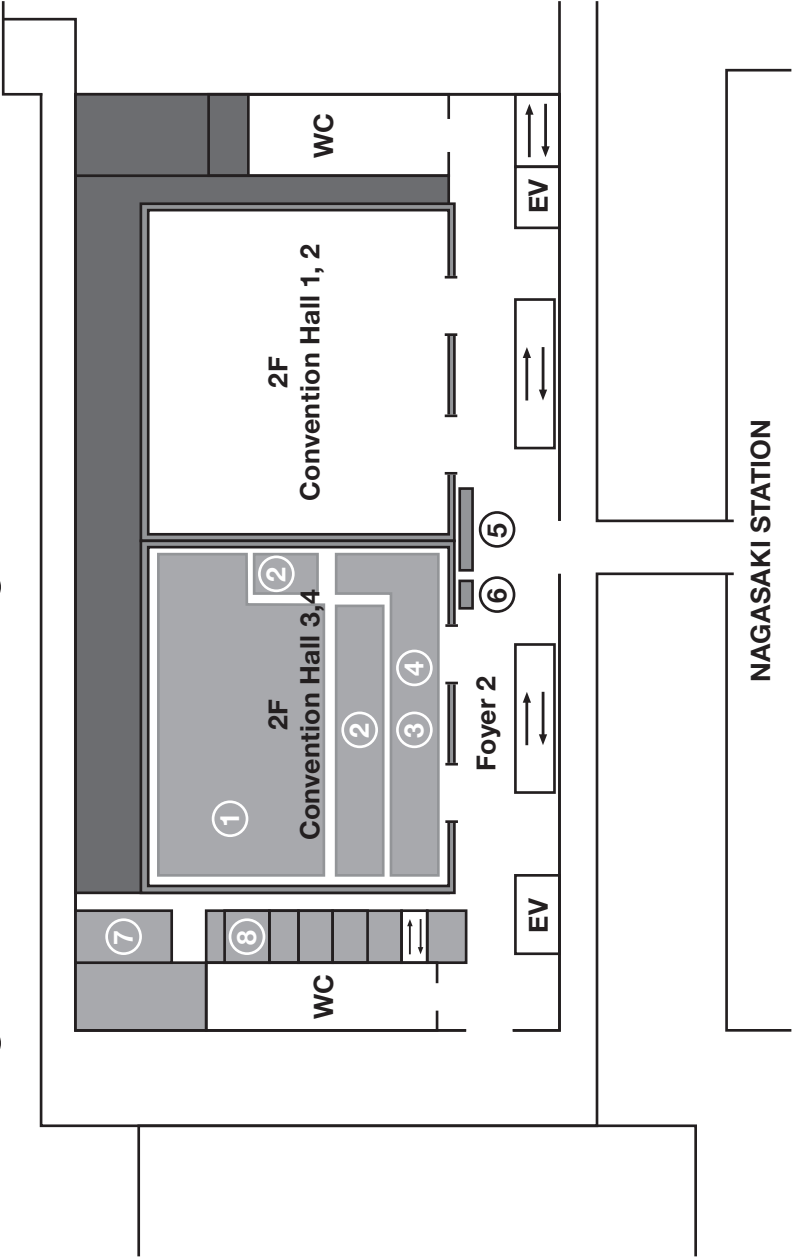 WC
EV
2F
Convention Hall 1, 2
2F
Convention Hall 3,4
①
②
②
③
④
⑤
⑥
Foyer 2
⑦
⑧
WC
EV
NAGASAKI STATION